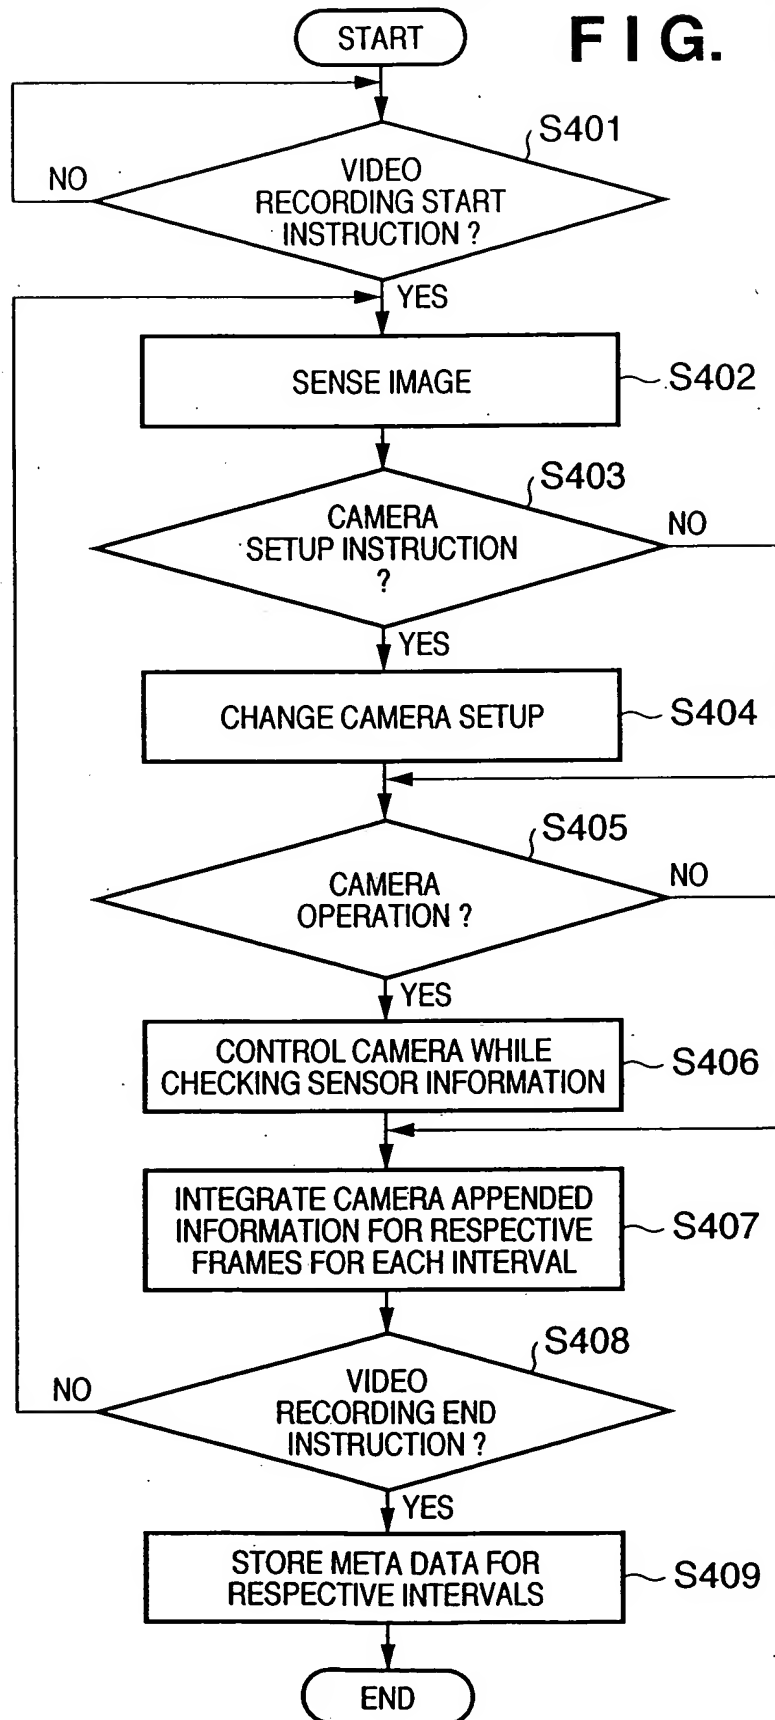 START
FIG.
S401
NO
VIDEO
RECORDING START
INSTRUCTION ?
YES
SENSE IMAGE
S402
S403
CAMERA
SETUP INSTRUCTION
?
NO
YES
CHANGE CAMERA SETUP
S404
S405
CAMERA
OPERATION ?
NO
YES
CONTROL CAMERA WHILE
CHECKING SENSOR INFORMATION
S406
INTEGRATE CAMERA APPENDED
INFORMATION FOR RESPECTIVE
FRAMES FOR EACH INTERVAL
S407
S408
NO
VIDEO
RECORDING END
INSTRUCTION ?
YES
STORE META DATA FOR
RESPECTIVE INTERVALS
S409
END